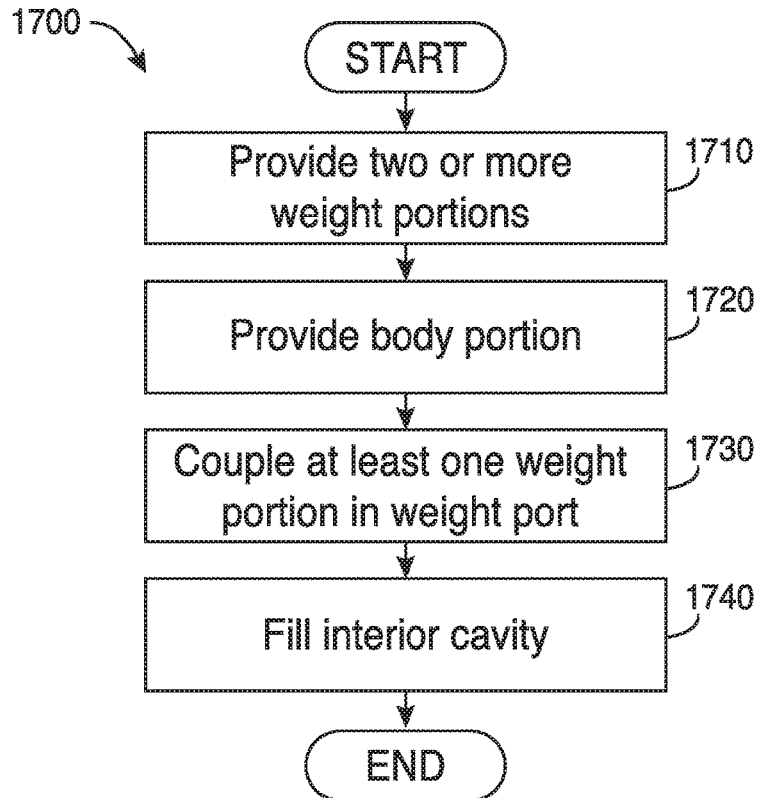 1700
START
Provide two or more
weight portions
1710
Provide body portion
1720
Couple at least one weight
portion in weight port
1730
Fill interior cavity
1740
END